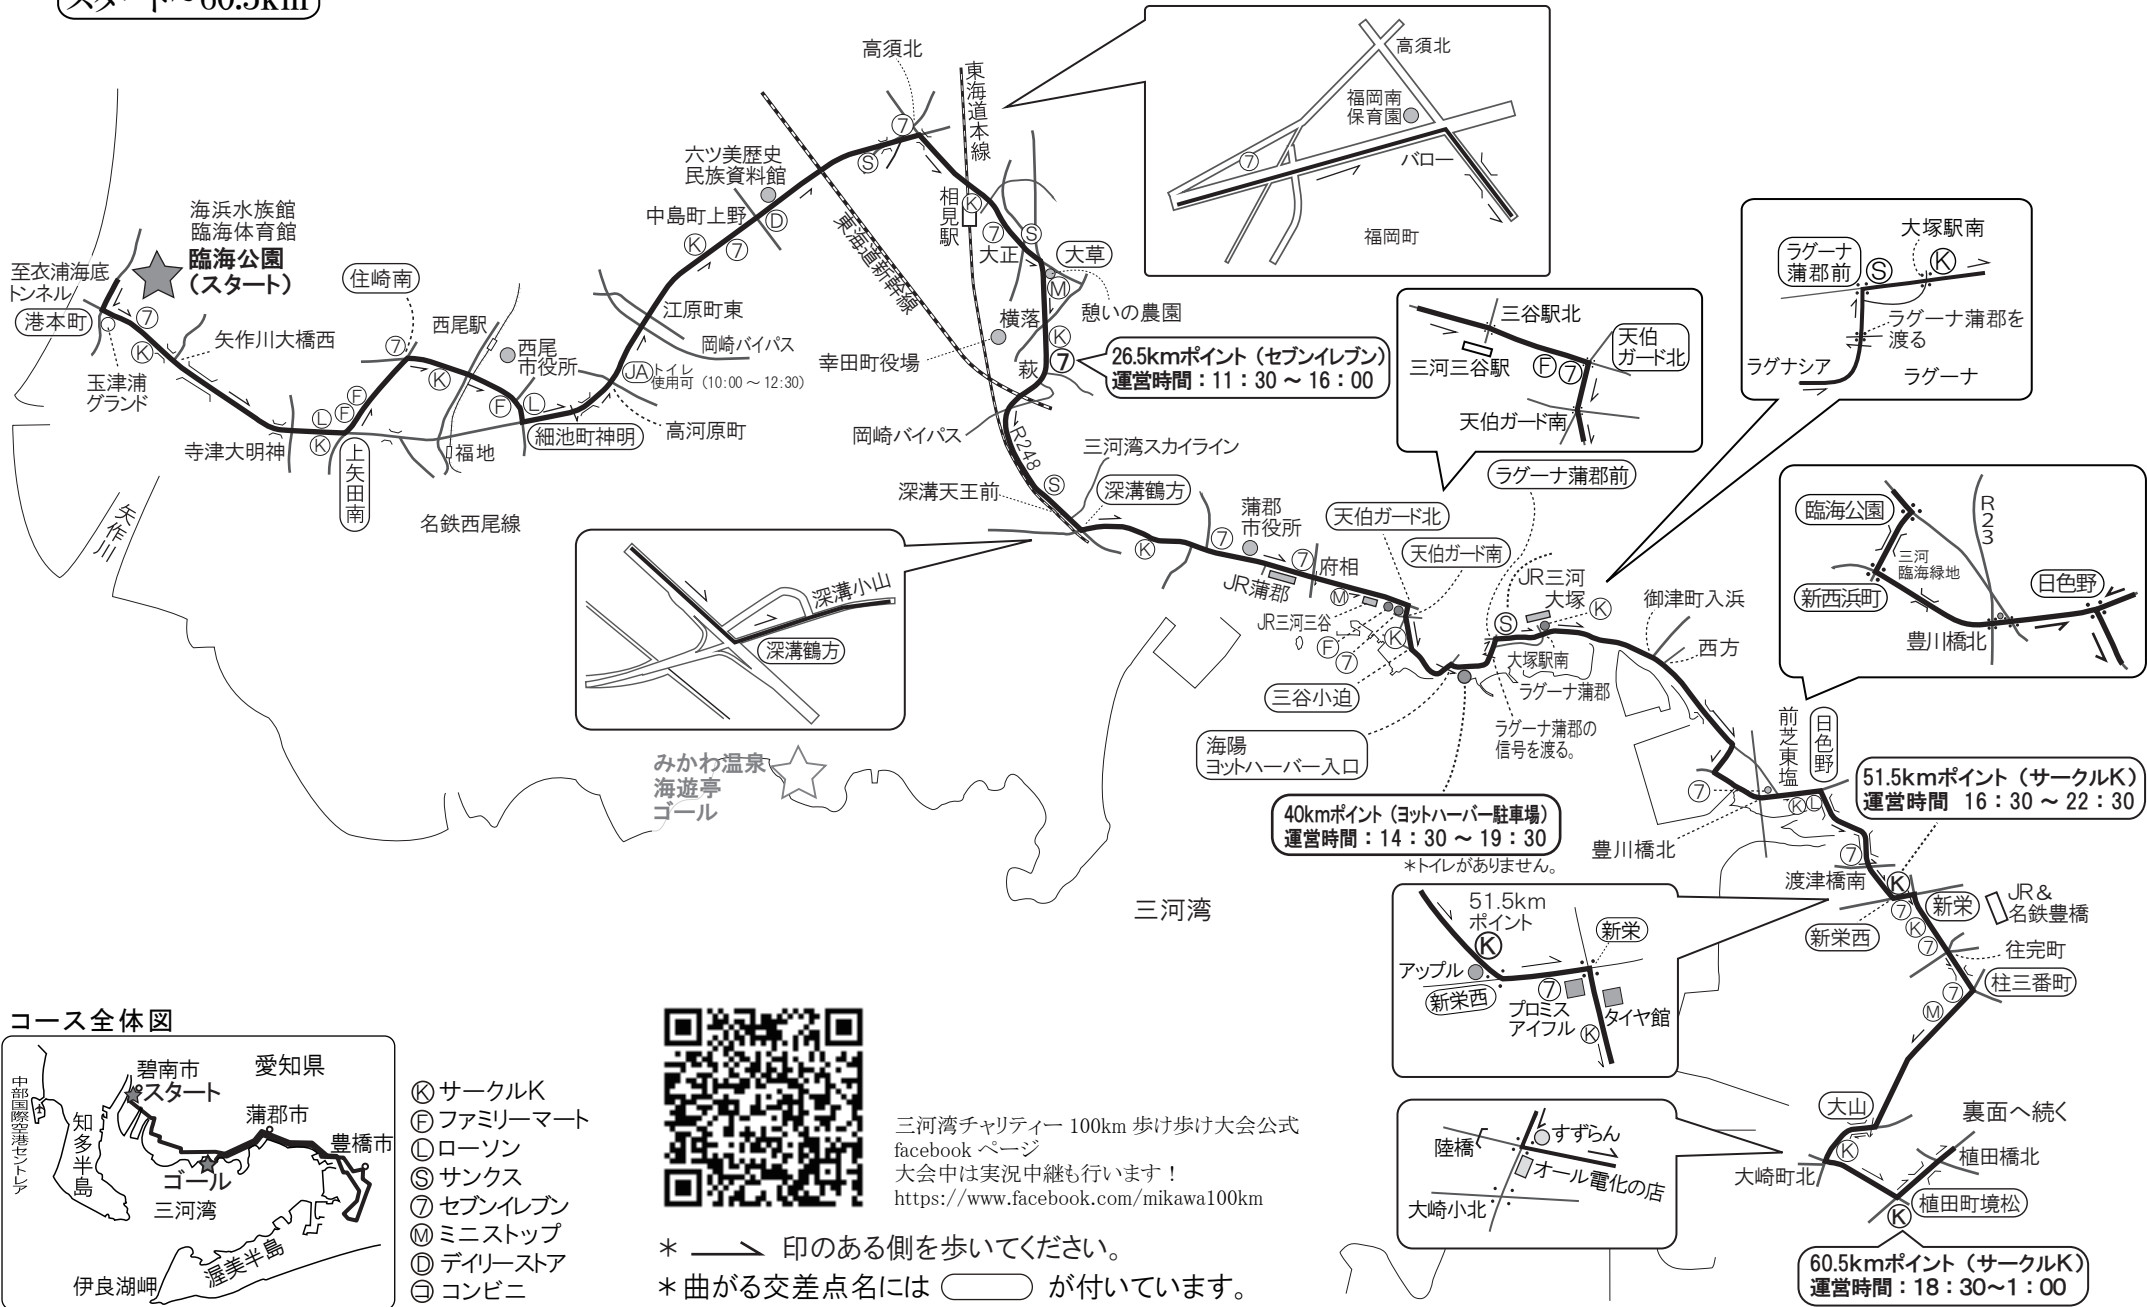 スタート～60.5km
高須北
東海道本線
高須北
福岡南
保育園
⑦
バロー
福岡町
⑦
Ⓢ
六ツ美歴史
民族資料館
中島町上野
Ⓓ
Ⓚ
⑦
東海道新幹線
相見駅
Ⓚ
⑦
大正
Ⓢ
大草
Ⓜ
憩いの農園
横落
Ⓚ
幸田町役場
萩
⑦
26.5kmポイント（セブンイレブン）
運営時間：11：30 ～ 16：00
海浜水族館
臨海体育館
臨海公園
（スタート）
至衣浦海底
トンネル
港本町
⑦
Ⓚ
玉津浦
グランド
矢作川大橋西
住崎南
⑦
西尾駅
西尾
市役所
Ⓚ
江原町東
岡崎バイパス
JA
トイレ
使用可（10:00 ～ 12:30）
Ⓕ
Ⓛ
Ⓕ
Ⓕ
Ⓛ
Ⓚ
細池町神明
高河原町
寺津大明神
上矢田南
福地
名鉄西尾線
矢作川
岡崎バイパス
R248
三河湾スカイライン
Ⓢ
深溝天王前
深溝鶴方
深溝小山
深溝鶴方
Ⓚ
⑦
蒲郡
市役所
⑦
府相
JR蒲郡
天伯ガード北
天伯ガード南
三谷駅北
三河三谷駅
Ⓕ
⑦
天伯
ガード北
天伯ガード南
大塚駅南
ラグーナ
蒲郡前
Ⓢ
Ⓚ
ラグーナ蒲郡を
渡る
ラグナシア
ラグーナ
ラグーナ蒲郡前
Ⓜ
JR三河三谷
Ⓕ
⑦
Ⓚ
三谷小迫
海陽
ヨットハーバー入口
Ⓢ
JR三河
大塚
Ⓚ
大塚駅南
ラグーナ蒲郡
ラグーナ蒲郡の
信号を渡る。
御津町入浜
西方
臨海公園
R23
三河
臨海緑地
新西浜町
日色野
豊川橋北
40kmポイント（ヨットハーバー駐車場）
運営時間：14：30 ～ 19：30
＊トイレがありません。
前芝東塩
日色野
⑦
Ⓚ
Ⓛ
豊川橋北
51.5kmポイント（サークルK）
運営時間 16：30 ～ 22：30
⑦
渡津橋南
Ⓚ
⑦
新栄
JR＆
名鉄豊橋
新栄西
Ⓚ
⑦
往完町
柱三番町
⑦
Ⓜ
51.5km
ポイント
Ⓚ
新栄
アップル
新栄西
⑦
プロミス
アイフル
タイヤ館
Ⓚ
みかわ温泉
海遊亭
ゴール
三河湾
すずらん
陸橋
オール電化の店
大崎小北
大山
Ⓚ
裏面へ続く
植田橋北
大崎町北
植田町境松
Ⓚ
60.5kmポイント（サークルK）
運営時間：18：30～1：00
コース全体図
碧南市
愛知県
スタート
中部国際空港セントレア
知多半島
蒲郡市
豊橋市
ゴール
三河湾
渥美半島
伊良湖岬
Ⓚ サークルK
Ⓕ ファミリーマート
Ⓛ ローソン
Ⓢ サンクス
⑦ セブンイレブン
Ⓜ ミニストップ
Ⓓ デイリーストア
㋙ コンビニ
三河湾チャリティー 100km 歩け歩け大会公式
facebook ページ
大会中は実況中継も行います！
https://www.facebook.com/mikawa100km
＊ 印のある側を歩いてください。
＊曲がる交差点名には が付いています。